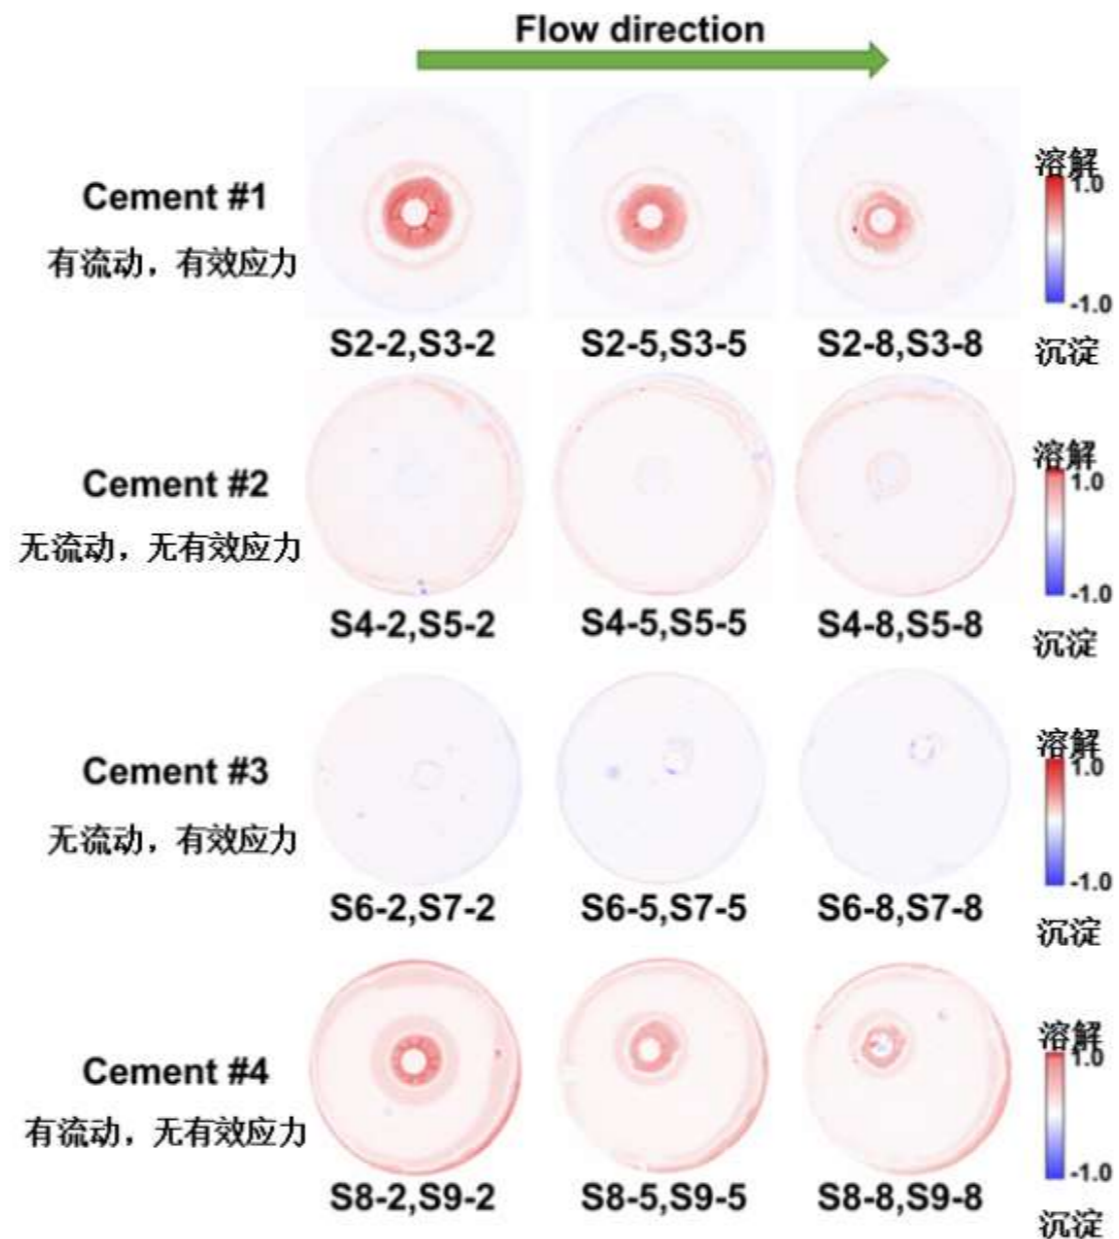 Flow direction
Cement #1
有流动，有效应力
溶解
1.0
-1.0
沉淀
S2-2,S3-2
S2-5,S3-5
S2-8,S3-8
Cement #2
无流动，无有效应力
溶解
1.0
-1.0
沉淀
S4-2,S5-2
S4-5,S5-5
S4-8,S5-8
Cement #3
无流动，有效应力
溶解
1.0
-1.0
沉淀
S6-2,S7-2
S6-5,S7-5
S6-8,S7-8
Cement #4
有流动，无有效应力
溶解
1.0
-1.0
沉淀
S8-2,S9-2
S8-5,S9-5
S8-8,S9-8